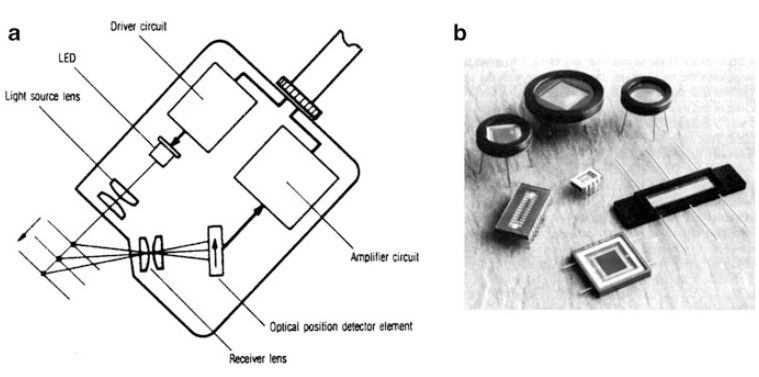 a
b
Driver circuit
LED
Light source lens
Amplifier circuit
Optical position detector element
Receiver lens